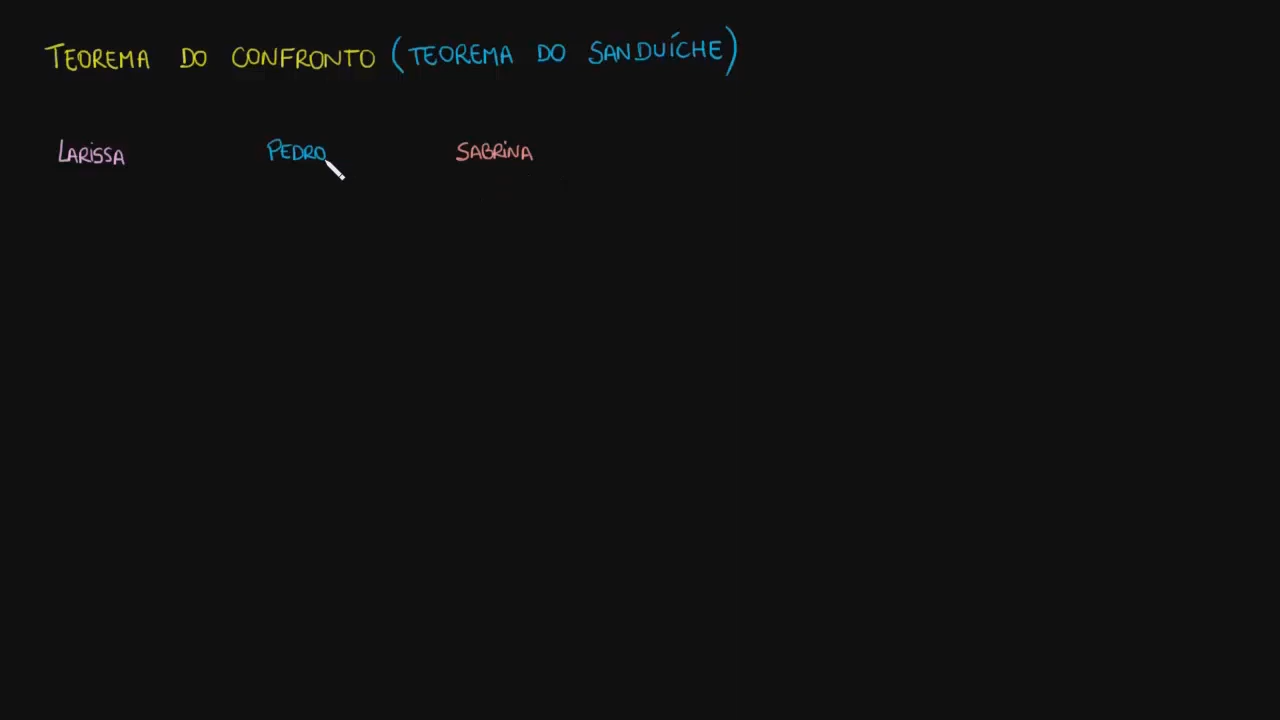 TEOREMA DO CONFRONTO (TEOREMA DO SANDUÍCHE)
LARISSA PEDRO SABRINA